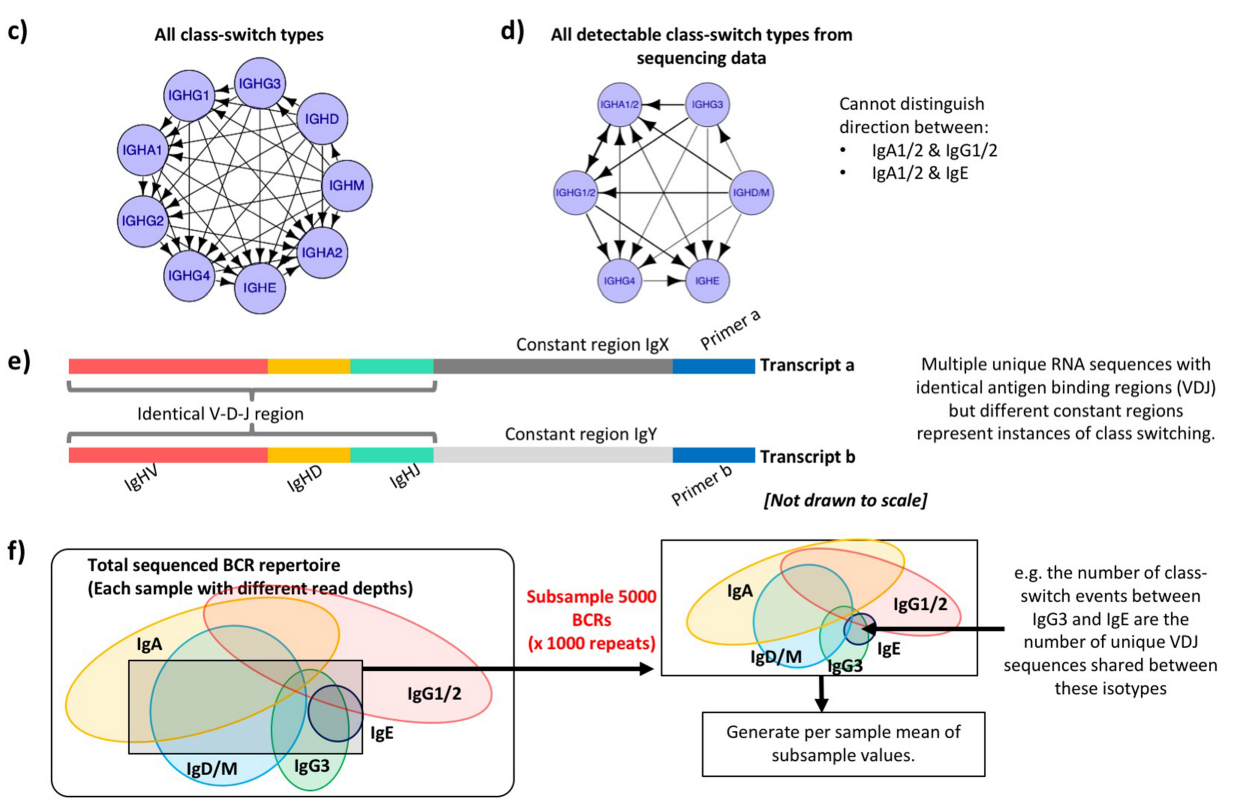 c)
All class-switch types
IGHG3
IGHG1
IGHD
IGHA1
IGHM
IGHG2
IGHA2
IGHG4
IGHE
d)
All detectable class-switch types from
sequencing data
IGHA1/2
IGHG3
IGHG1/2
IGHD/M
IGHG4
IGHE
Cannot distinguish
direction between:
• IgA1/2 & IgG1/2
• IgA1/2 & IgE
e)
Constant region IgX
Primer a
Transcript a
Identical V-D-J region
Constant region IgY
Transcript b
IgHV
IgHD
IgHJ
Primer b
[Not drawn to scale]
Multiple unique RNA sequences with
identical antigen binding regions (VDJ)
but different constant regions
represent instances of class switching.
f)
Total sequenced BCR repertoire
(Each sample with different read depths)
IgA
IgG1/2
IgE
IgD/M
IgG3
Subsample 5000
BCRs
(x 1000 repeats)
IgA
IgG1/2
IgE
IgD/M
IgG3
Generate per sample mean of
subsample values.
e.g. the number of class-
switch events between
IgG3 and IgE are the
number of unique VDJ
sequences shared between
these isotypes